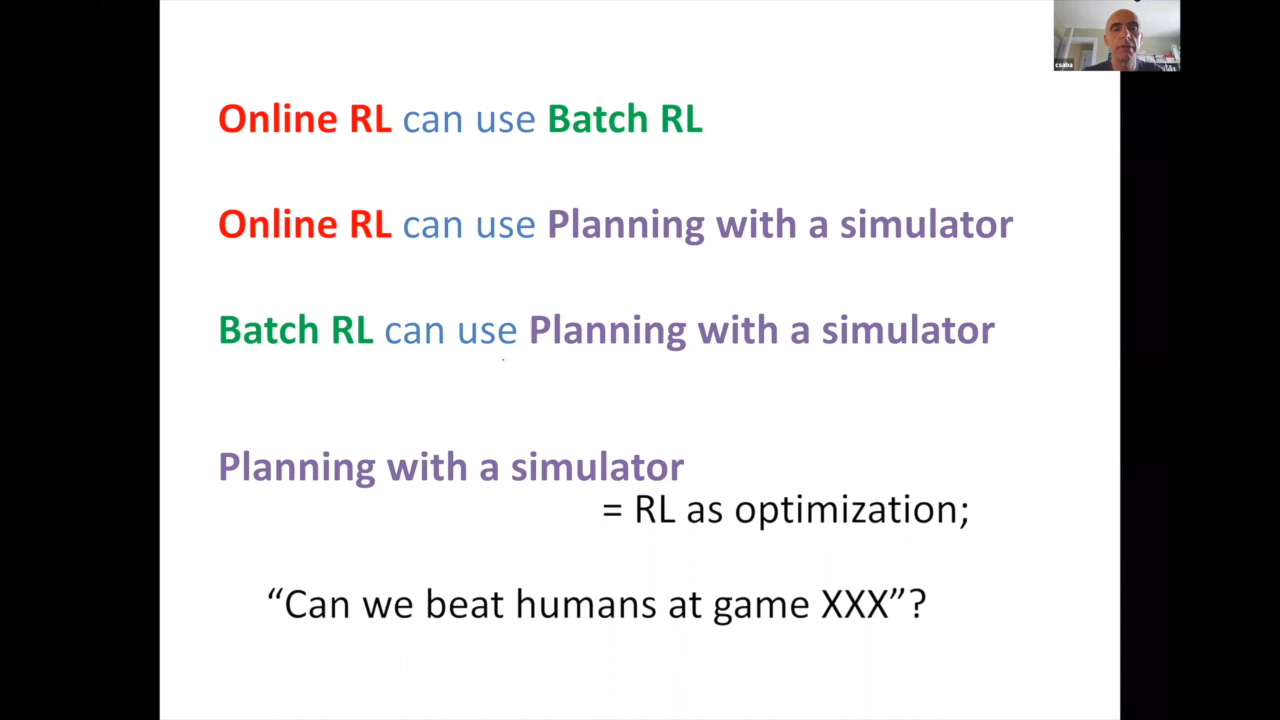 csaba
Online RL can use Batch RL
Online RL can use Planning with a simulator
Batch RL can use Planning with a simulator
Planning with a simulator
= RL as optimization;
“Can we beat humans at game XXX”?